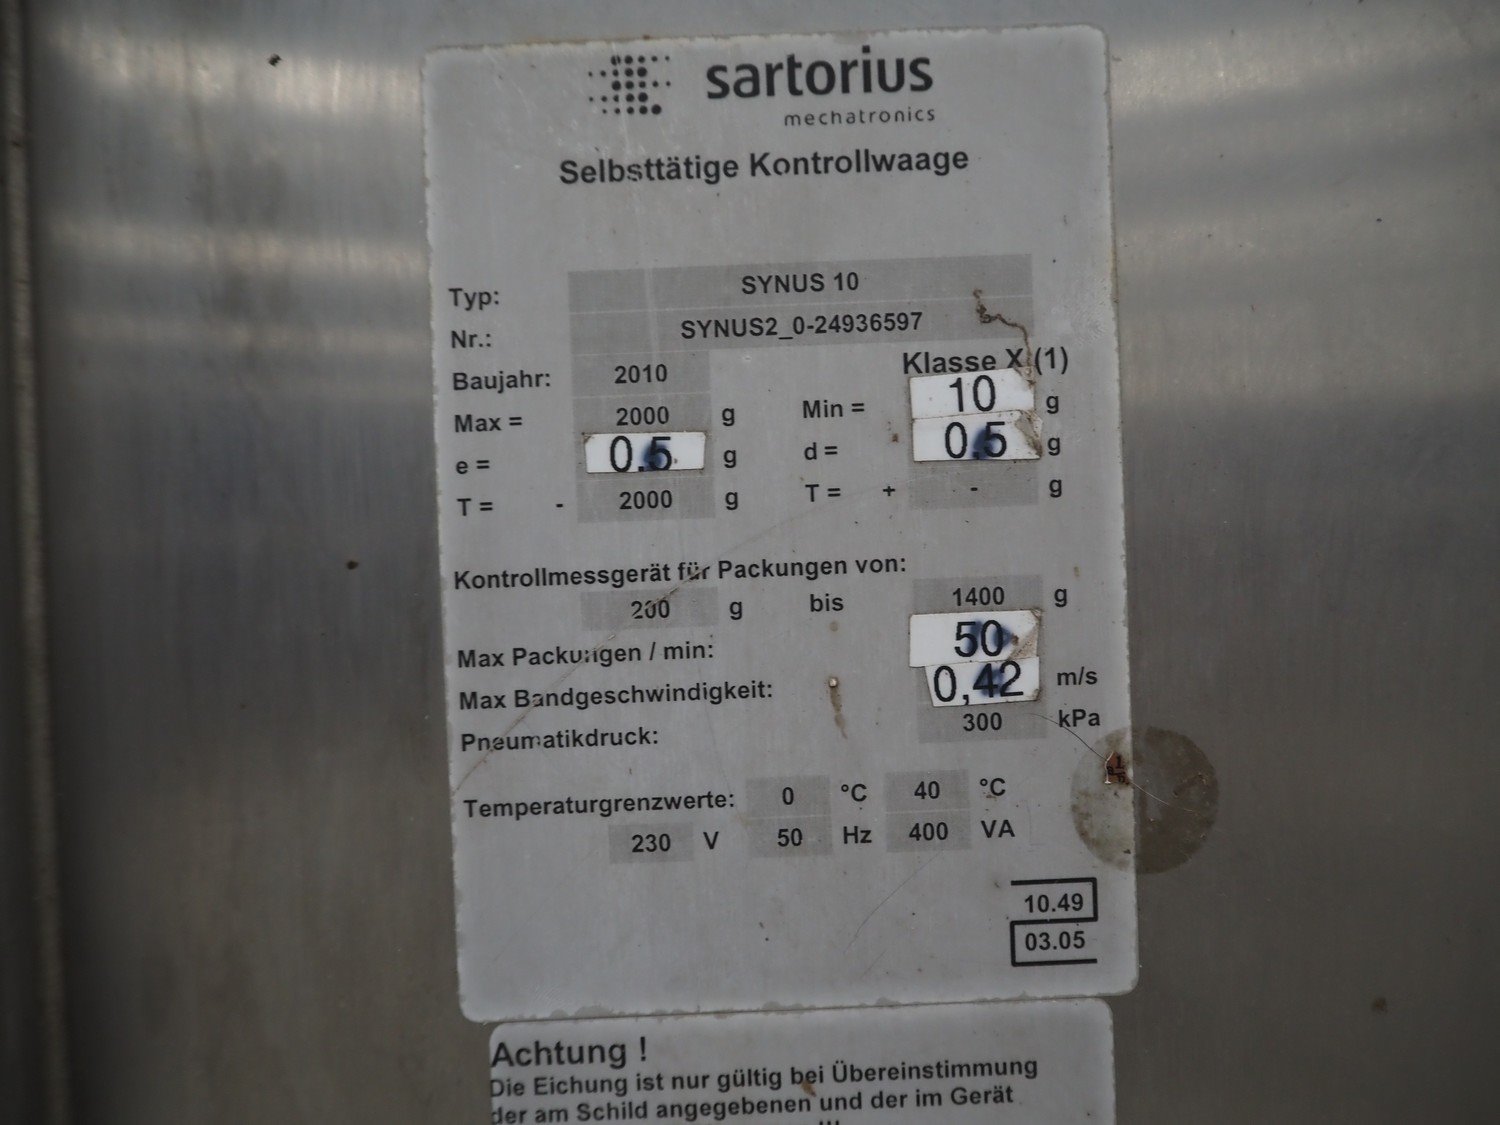 sartorius
mechatronics
Selbsttätige Kontrollwaage
Typ: SYNUS 10
Nr.: SYNUS2_0-24936597
Klasse X (1)
Baujahr: 2010
Max = 2000 g Min = 10 g
e = 0.5 g d = 0.5 g
T = - 2000 g T = + - g
Kontrollmessgerät für Packungen von:
200 g bis 1400 g
Max Packungen / min: 50
Max Bandgeschwindigkeit: 0,42 m/s
Pneumatikdruck: 300 kPa
Temperaturgrenzwerte: 0 °C 40 °C
230 V 50 Hz 400 VA
10.49
03.05
Achtung !
Die Eichung ist nur gültig bei Übereinstimmung
der am Schild angegebenen und der im Gerät